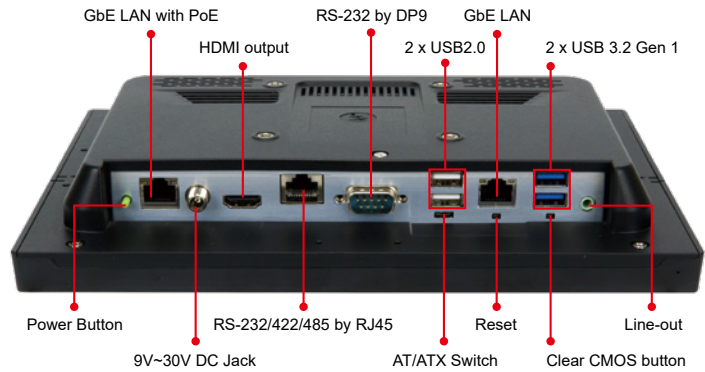 GbE LAN with PoE
RS-232 by DP9
GbE LAN
HDMI output
2 x USB2.0
2 x USB 3.2 Gen 1
Power Button
RS-232/422/485 by RJ45
Reset
Line-out
9V~30V DC Jack
AT/ATX Switch
Clear CMOS button